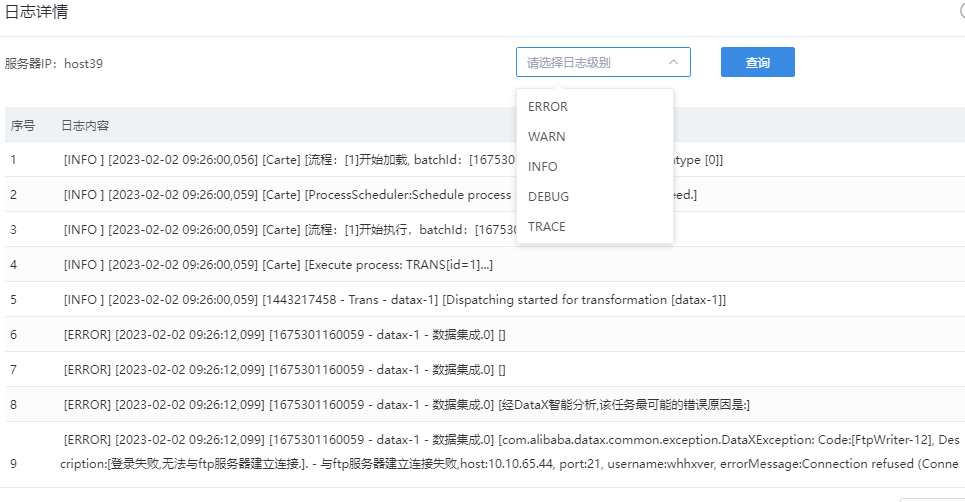 日志详情
服务器IP：host39
请选择日志级别
查询
ERROR
WARN
INFO
DEBUG
TRACE
序号 日志内容
1 [INFO ] [2023-02-02 09:26:00,056] [Carte] [流程：[1]开始加载, batchId：[16753 ntype [0]]
2 [INFO ] [2023-02-02 09:26:00,059] [Carte] [ProcessScheduler:Schedule process eed.]
3 [INFO ] [2023-02-02 09:26:00,059] [Carte] [流程：[1]开始执行，batchId：[16753
4 [INFO ] [2023-02-02 09:26:00,059] [Carte] [Execute process: TRANS[id=1]...]
5 [INFO ] [2023-02-02 09:26:00,059] [1443217458 - Trans - datax-1] [Dispatching started for transformation [datax-1]]
6 [ERROR] [2023-02-02 09:26:12,099] [1675301160059 - datax-1 - 数据集成.0] []
7 [ERROR] [2023-02-02 09:26:12,099] [1675301160059 - datax-1 - 数据集成.0] []
8 [ERROR] [2023-02-02 09:26:12,099] [1675301160059 - datax-1 - 数据集成.0] [经DataX智能分析,该任务最可能的错误原因是:]
9 [ERROR] [2023-02-02 09:26:12,099] [1675301160059 - datax-1 - 数据集成.0] [com.alibaba.datax.common.exception.DataXException: Code:[FtpWriter-12], Des
cription:[登录失败,无法与ftp服务器建立连接.]. - 与ftp服务器建立连接失败,host:10.10.65.44, port:21, username:whhxver, errorMessage:Connection refused (Conne